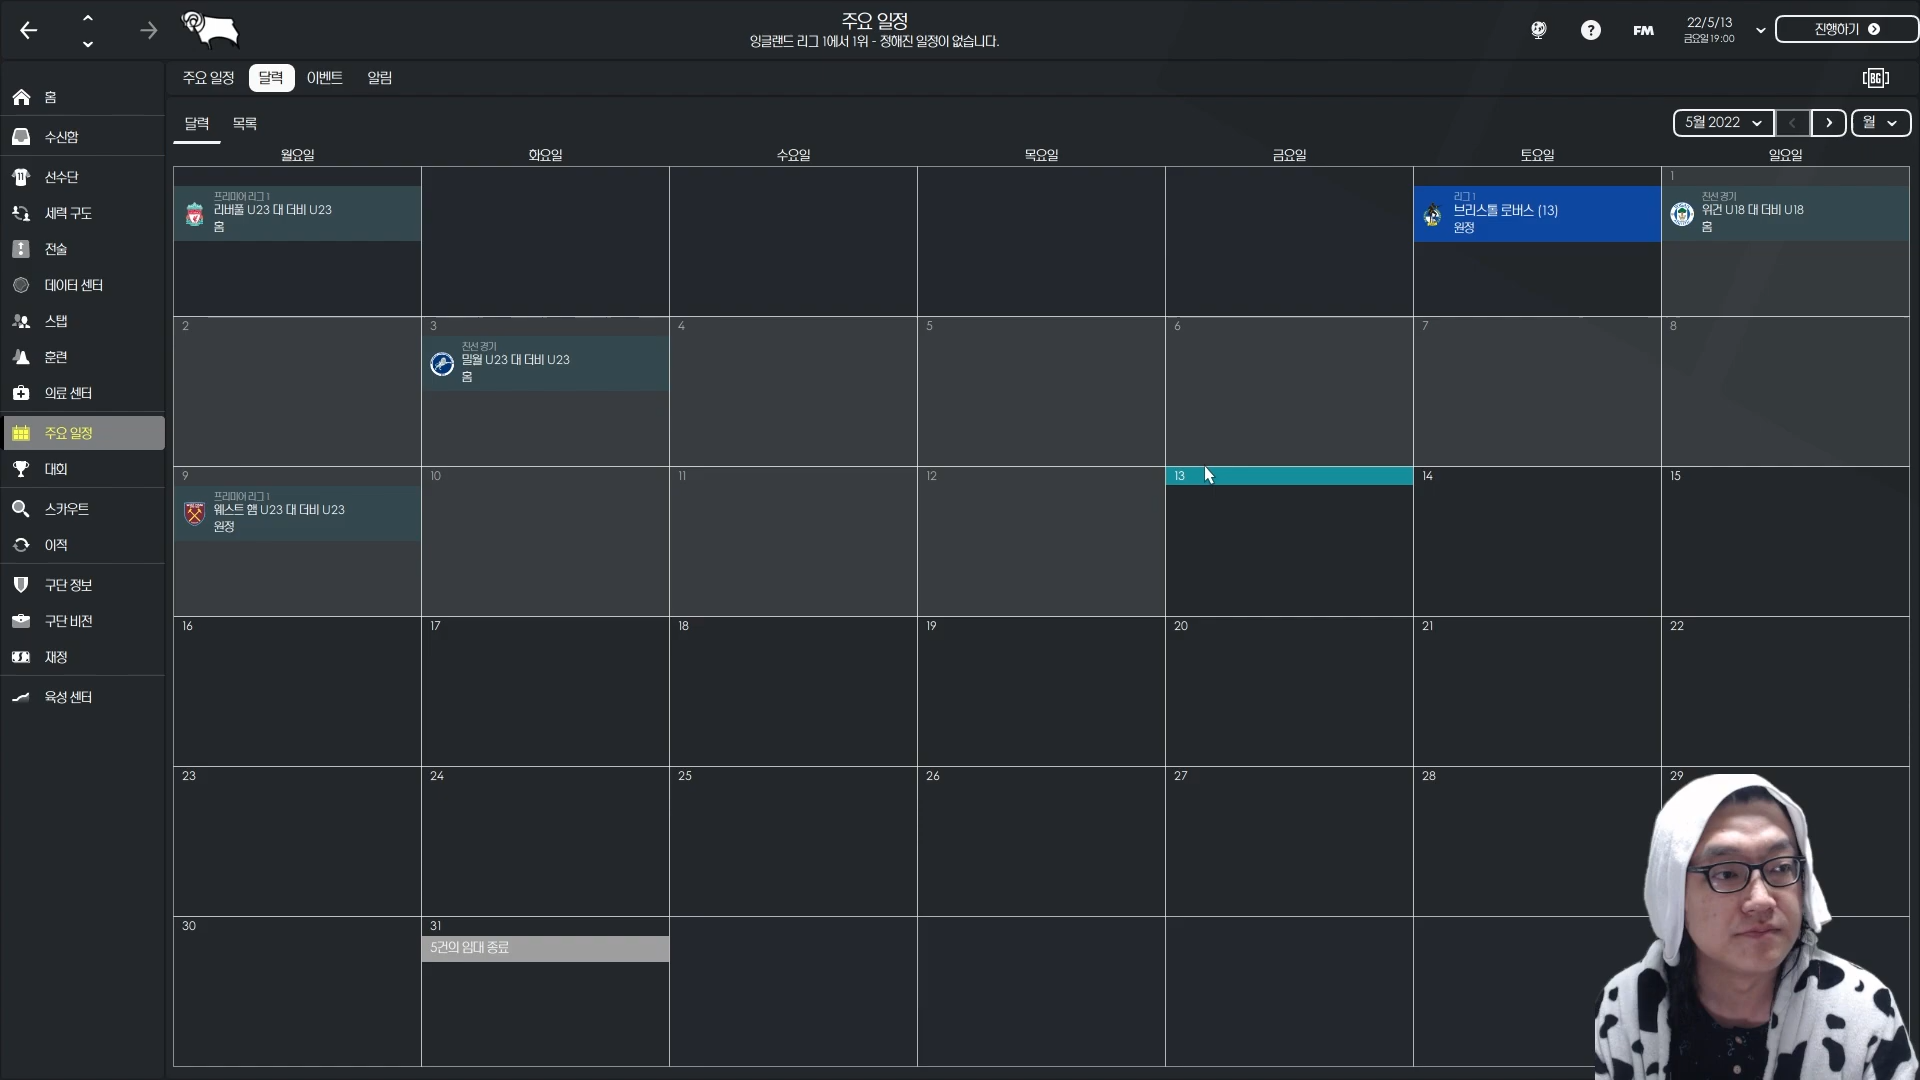 주요 일정
잉글랜드 리그 1에서 1위 - 정해진 일정이 없습니다.
?
FM
22/5/13
금요일 19:00
진행하기
주요 일정
달력
이벤트
알림
BG
홈
수신함
선수단
세력 구도
전술
데이터 센터
스탭
훈련
의료 센터
주요 일정
대회
스카우트
이적
구단 정보
구단 비전
재정
육성 센터
달력
목록
5월 2022
월
월요일
화요일
수요일
목요일
금요일
토요일
일요일
프리미어 리그 1
리버풀 U23 대 더비 U23
홈
리그 1
브리스톨 로버스 (13)
원정
1
친선 경기
위건 U18 대 더비 U18
홈
2
3
친선 경기
밀월 U23 대 더비 U23
홈
4
5
6
7
8
9
프리미어 리그 1
웨스트 햄 U23 대 더비 U23
원정
10
11
12
13
14
15
16
17
18
19
20
21
22
23
24
25
26
27
28
29
30
31
5건의 임대 종료